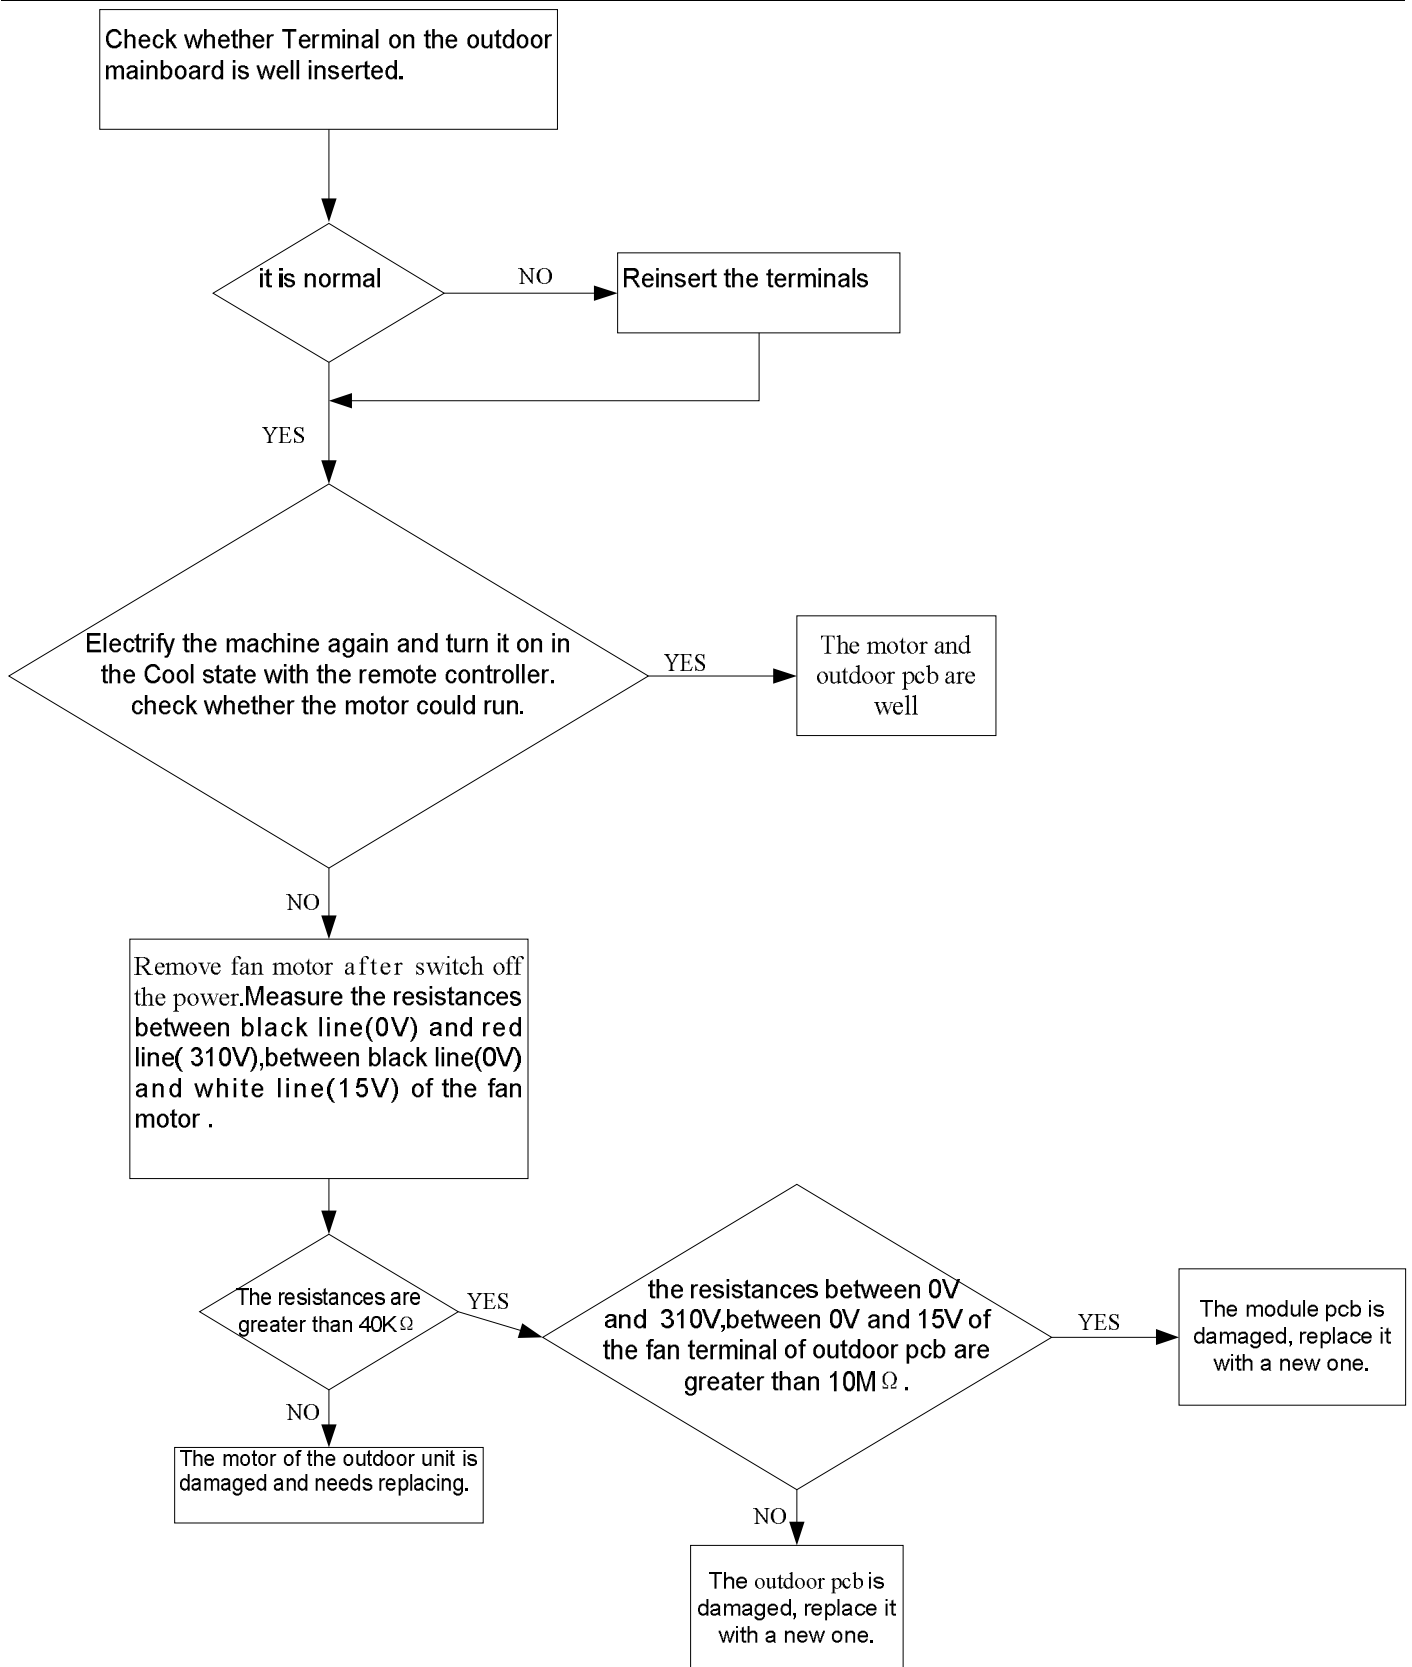 Check whether Terminal on the outdoor
mainboard is well inserted.
it is normal
NO
Reinsert the terminals
YES
Electrify the machine again and turn it on in
the Cool state with the remote controller.
check whether the motor could run.
YES
The motor and
outdoor pcb are
well
NO
Remove fan motor after switch off
the power.Measure the resistances
between black line(0V) and red
line( 310V),between black line(0V)
and white line(15V) of the fan
motor .
The resistances are
greater than 40KΩ
YES
the resistances between 0V
and 310V,between 0V and 15V of
the fan terminal of outdoor pcb are
greater than 10MΩ.
YES
The module pcb is
damaged, replace it
with a new one.
NO
The motor of the outdoor unit is
damaged and needs replacing.
NO
The outdoor pcb is
damaged, replace it
with a new one.